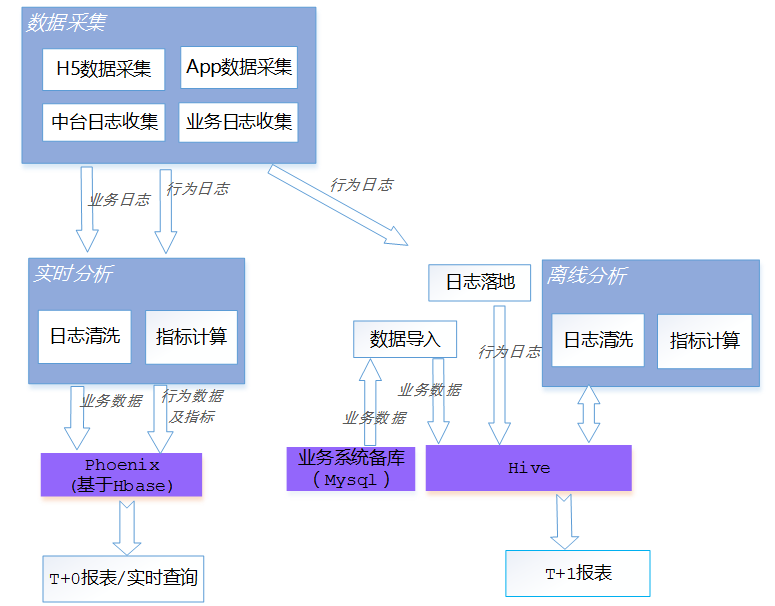 数据采集
H5数据采集
App数据采集
中台日志收集
业务日志收集
业务日志
行为日志
行为日志
实时分析
日志清洗
指标计算
日志落地
离线分析
日志清洗
指标计算
数据导入
行为日志
业务数据
行为数据
及指标
业务数据
业务数据
Phoenix
(基于Hbase)
业务系统备库
(Mysql)
Hive
T+0报表/实时查询
T+1报表